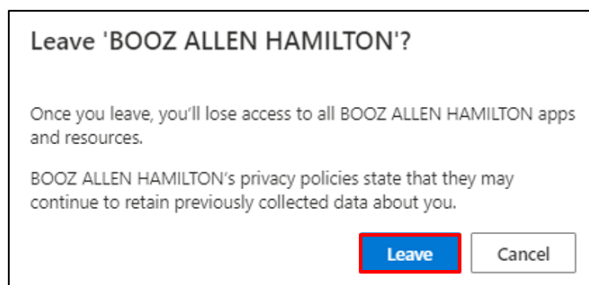 Leave 'BOOZ ALLEN HAMILTON'?
Once you leave, you'll lose access to all BOOZ ALLEN HAMILTON apps
and resources.
BOOZ ALLEN HAMILTON's privacy policies state that they may
continue to retain previously collected data about you.
Leave Cancel